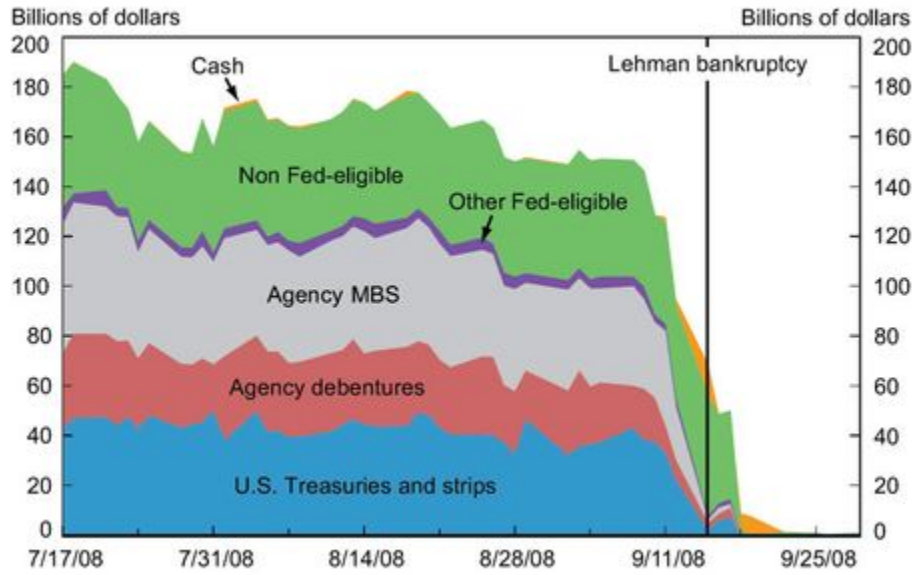 Billions of dollars Billions of dollars
200 200
Cash Lehman bankruptcy
180 180
160 160
Non Fed-eligible
140 140
Other Fed-eligible
120 120
100 Agency MBS 100
80 80
60 Agency debentures 60
40 40
20 U.S. Treasuries and strips 20
0 0
7/17/08 7/31/08 8/14/08 8/28/08 9/11/08 9/25/08